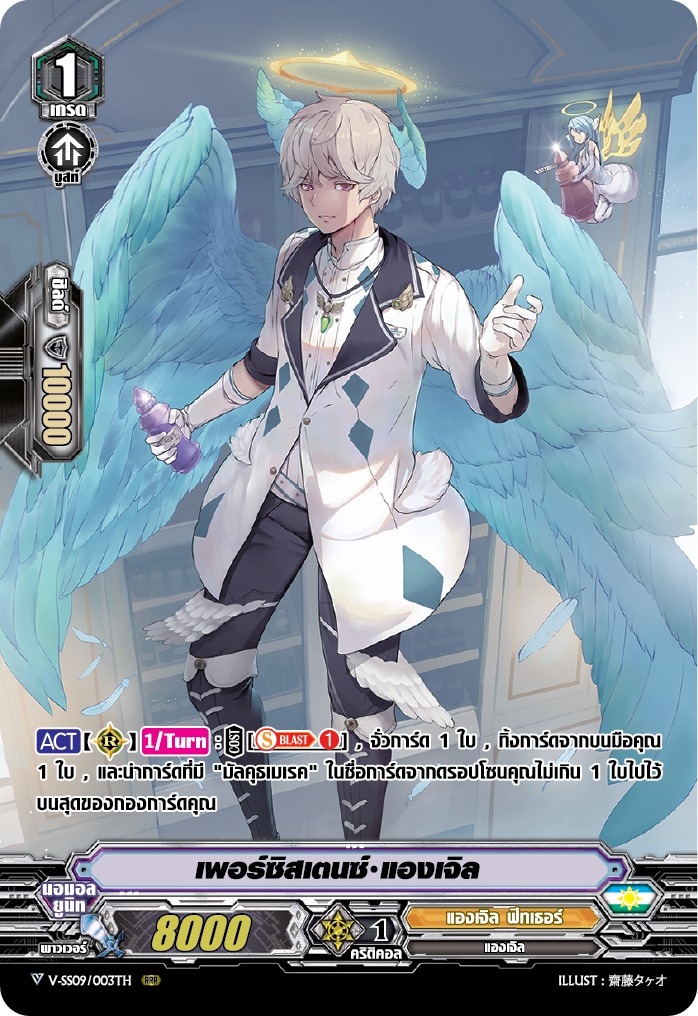 1
เกรด
บูสท์
ชีลด์
10000
ACT【R】1/Turn : COST [S BLAST 1] , จั่วการ์ด 1 ใบ , ทิ้งการ์ดจากบนมือคุณ
1 ใบ , และนำการ์ดที่มี "มัลคุธเมเรค" ในชื่อการ์ดจากดรอปโซนคุณไม่เกิน 1 ใบไปไว้
บนสุดของกองการ์ดคุณ
เพอร์ซิสเตนซ์·แองเจิล
นอมอล
ยูนิท
พาวเวอร์
8000
1
คริติคอล
แองเจิล ฟีทเธอร์
แองเจิล
V-SS09/003TH RRR
ILLUST : 齋藤タケオ